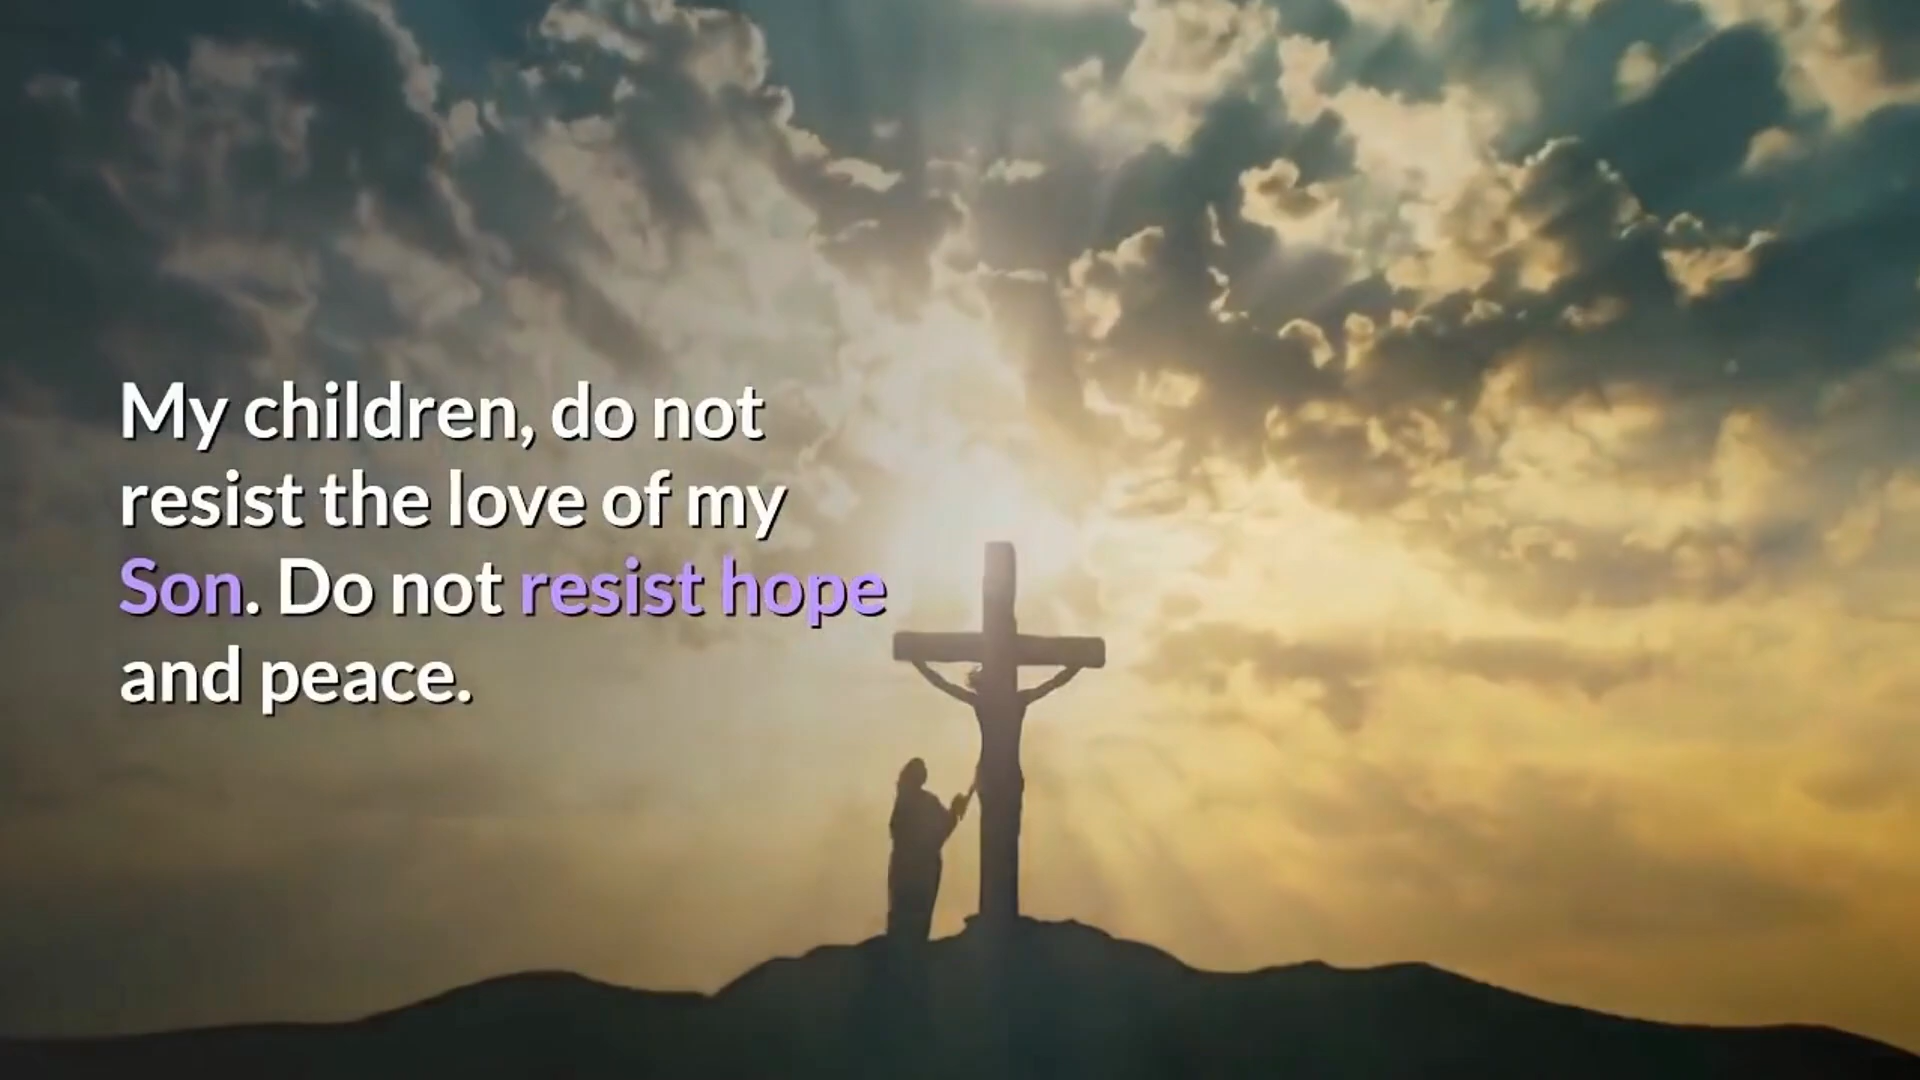 My children, do not
resist the love of my
Son. Do not resist hope
and peace.